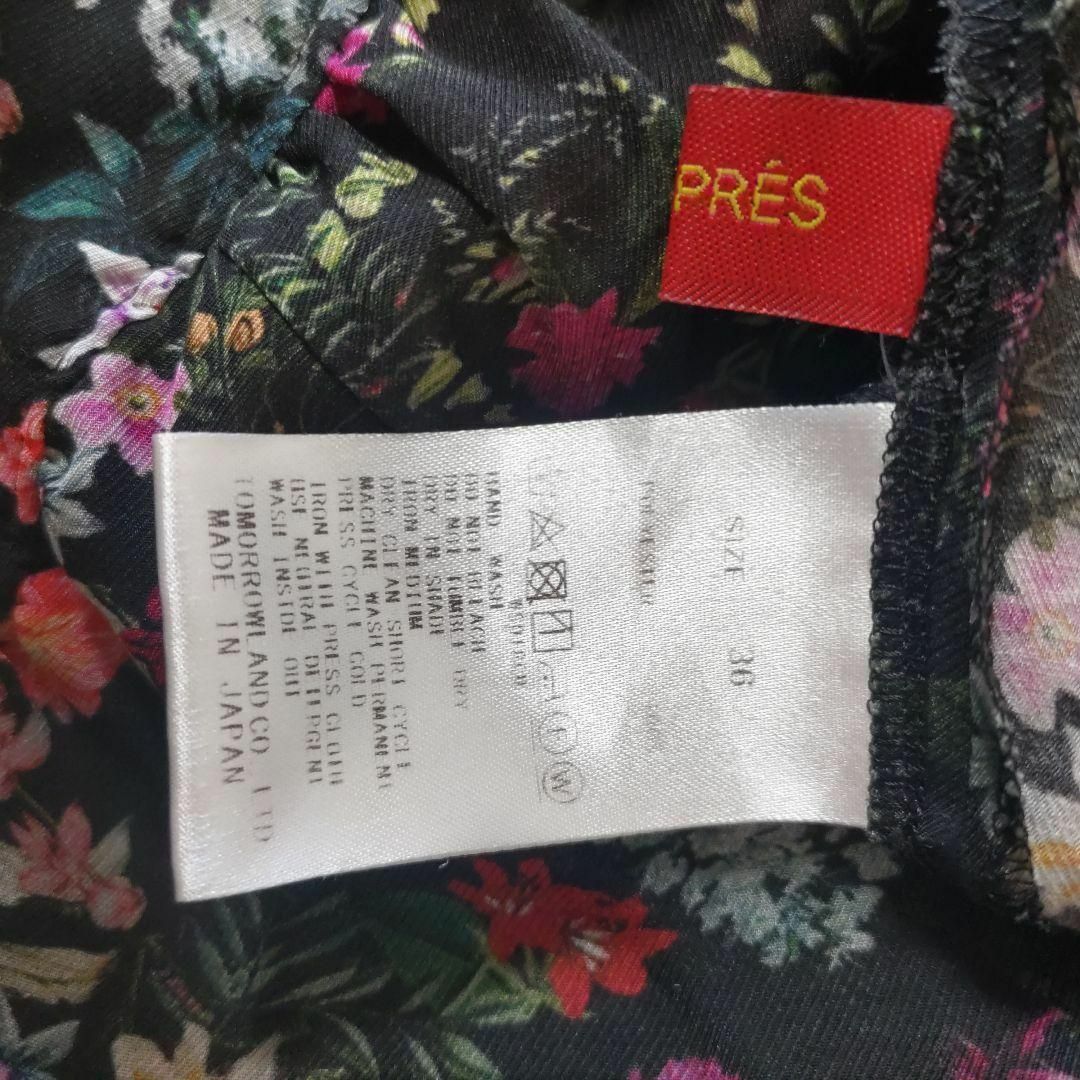 PRÉS
SIZE 36
POLYESTER
W
HAND WASH
DO NOT BLEACH
DO NOT TUMBLE DRY
DRY IN SHADE
IRON MEDIUM
DRY CLEAN SHORT CYCLE
MACHINE WASH PERMANENT
PRESS CYCLE COLD
IRON WITH PRESS CLOTH
USE NEUTRAL DETERGENT
WASH INSIDE OUT
TOMORROWLAND CO., LTD
MADE IN JAPAN